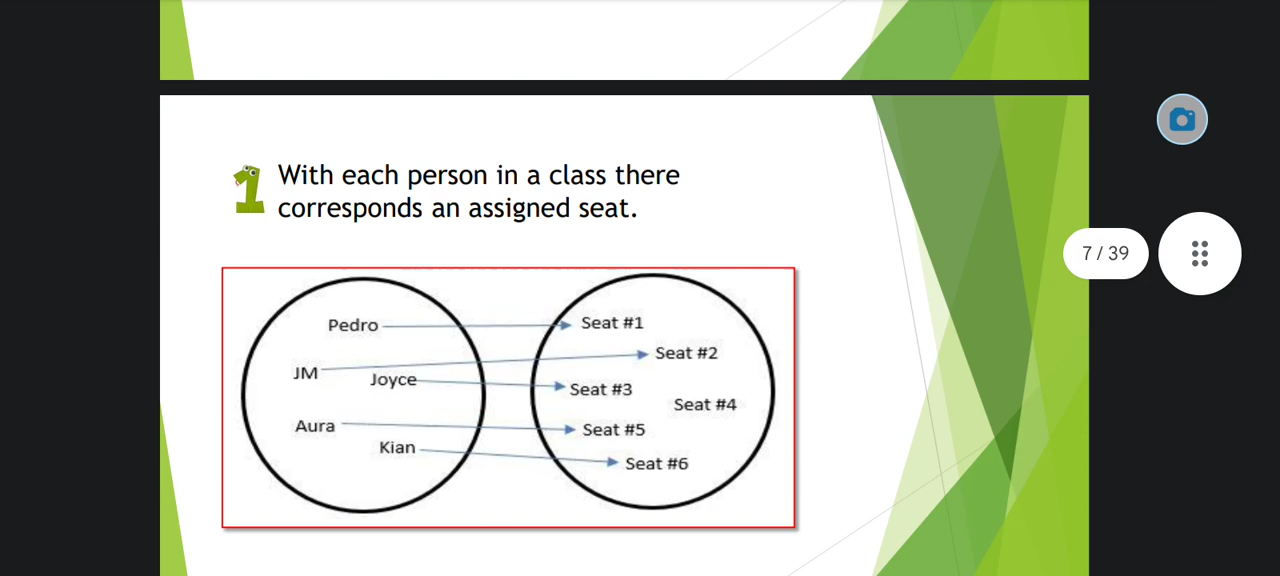 1 With each person in a class there
corresponds an assigned seat.
7 / 39
Pedro
Seat #1
JM
Seat #2
Joyce
Seat #3
Seat #4
Aura
Seat #5
Kian
Seat #6